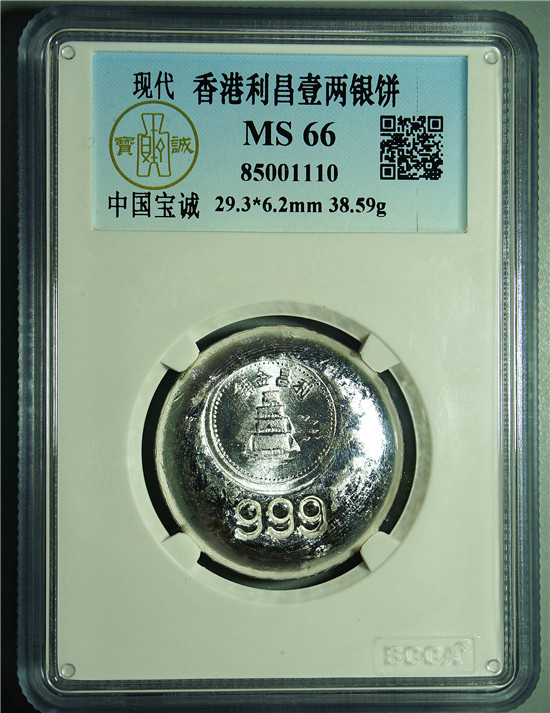 现代 香港利昌壹两银饼
寶 誠
MS 66
85001110
中国宝诚 29.3*6.2mm 38.59g
利昌金舖
999
BCCA